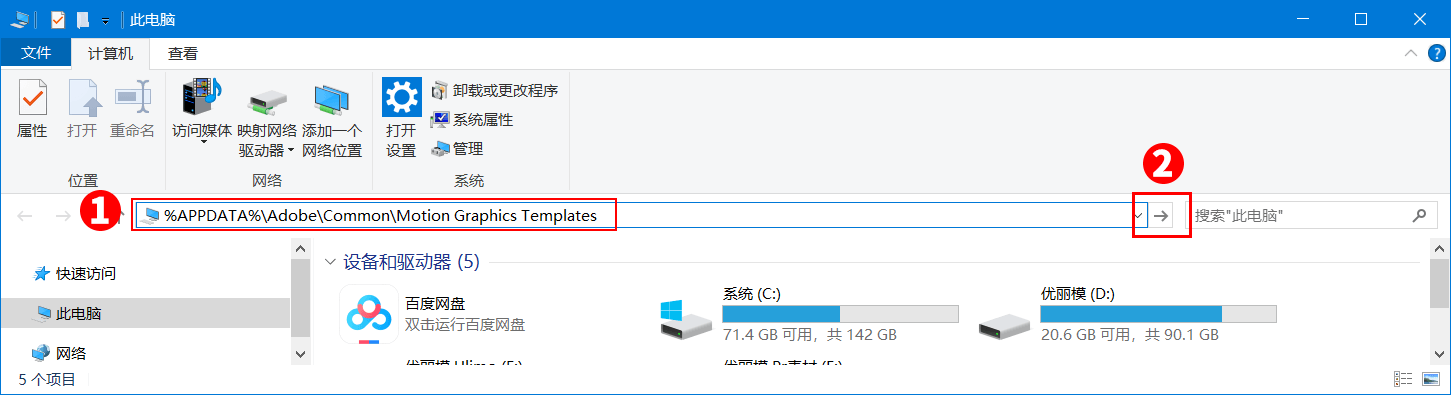 此电脑
文件
计算机
查看
属性
打开
重命名
位置
访问媒体
映射网络
驱动器
添加一个
网络位置
网络
打开
设置
卸载或更改程序
系统属性
管理
系统
1
2
%APPDATA%\Adobe\Common\Motion Graphics Templates
搜索"此电脑"
快速访问
此电脑
网络
设备和驱动器 (5)
百度网盘
双击运行百度网盘
系统 (C:)
71.4 GB 可用，共 142 GB
优丽模 (D:)
20.6 GB 可用，共 90.1 GB
5 个项目